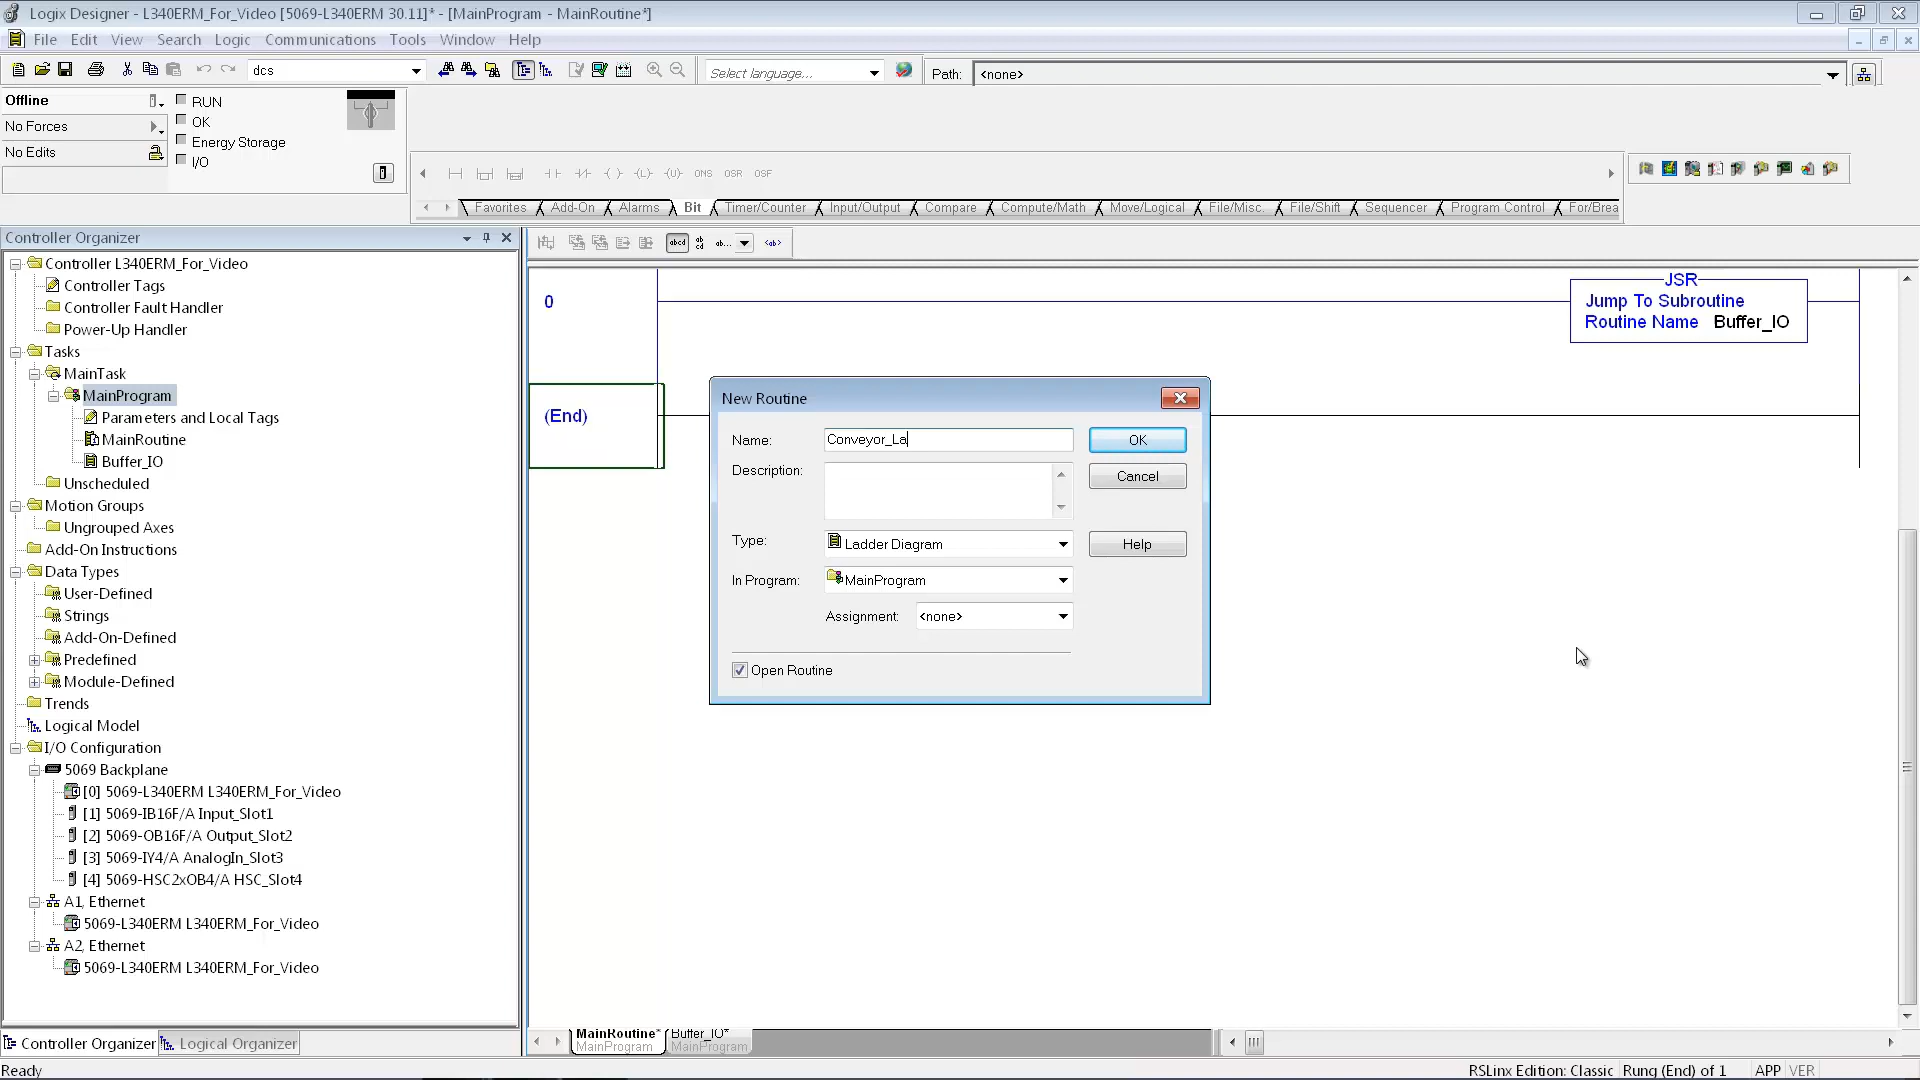 Logix Designer - L340ERM_For_Video [5069-L340ERM 30.11]* - [MainProgram - MainRoutine*]
File Edit View Search Logic Communications Tools Window Help
dcs
Select language...
Path: <none>
Offline
RUN
No Forces
OK
Energy Storage
No Edits
I/O
ONS OSR OSF
Favorites Add-On Alarms Bit Timer/Counter Input/Output Compare Compute/Math Move/Logical File/Misc. File/Shift Sequencer Program Control For/Brea
Controller Organizer
Controller L340ERM_For_Video
Controller Tags
Controller Fault Handler
Power-Up Handler
Tasks
MainTask
MainProgram
Parameters and Local Tags
MainRoutine
Buffer_IO
Unscheduled
Motion Groups
Ungrouped Axes
Add-On Instructions
Data Types
User-Defined
Strings
Add-On-Defined
Predefined
Module-Defined
Trends
Logical Model
I/O Configuration
5069 Backplane
[0] 5069-L340ERM L340ERM_For_Video
[1] 5069-IB16F/A Input_Slot1
[2] 5069-OB16F/A Output_Slot2
[3] 5069-IY4/A AnalogIn_Slot3
[4] 5069-HSC2xOB4/A HSC_Slot4
A1, Ethernet
5069-L340ERM L340ERM_For_Video
A2, Ethernet
5069-L340ERM L340ERM_For_Video
Controller Organizer Logical Organizer
0
JSR
Jump To Subroutine
Routine Name Buffer_IO
(End)
New Routine
Name: Conveyor_La
OK
Description:
Cancel
Type: Ladder Diagram
Help
In Program: MainProgram
Assignment: <none>
Open Routine
MainRoutine* Buffer_IO*
MainProgram MainProgram
Ready
RSLinx Edition: Classic Rung (End) of 1 APP VER